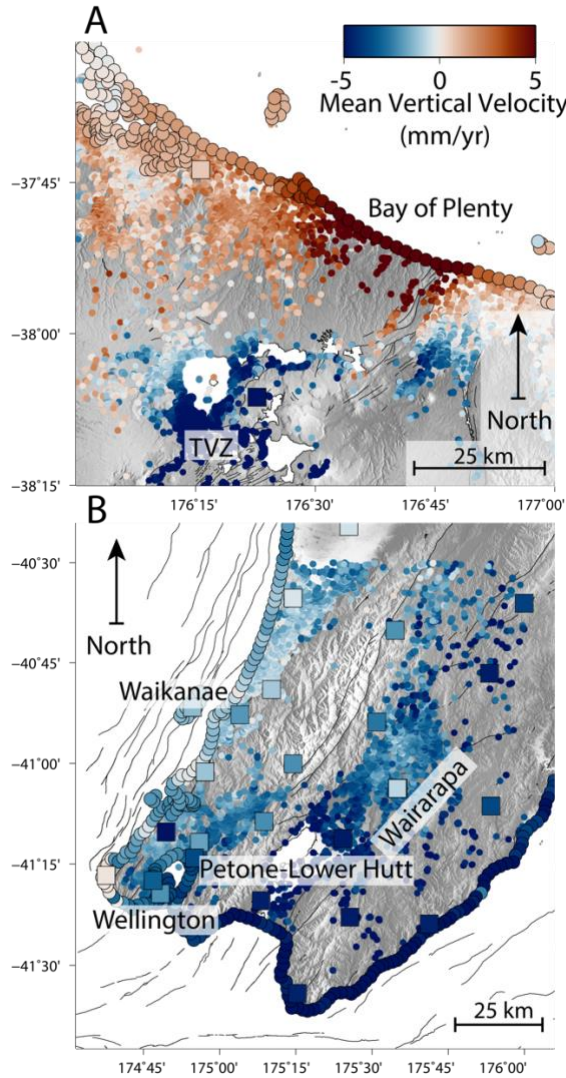 A
-5
0
5
Mean Vertical Velocity
(mm/yr)
−37°45'
Bay of Plenty
−38°00'
North
TVZ
25 km
−38°15'
176°15'
176°30'
176°45'
177°00'
B
−40°30'
North
−40°45'
Waikanae
−41°00'
Wairarapa
−41°15'
Petone-Lower Hutt
Wellington
−41°30'
25 km
174°45'
175°00'
175°15'
175°30'
175°45'
176°00'